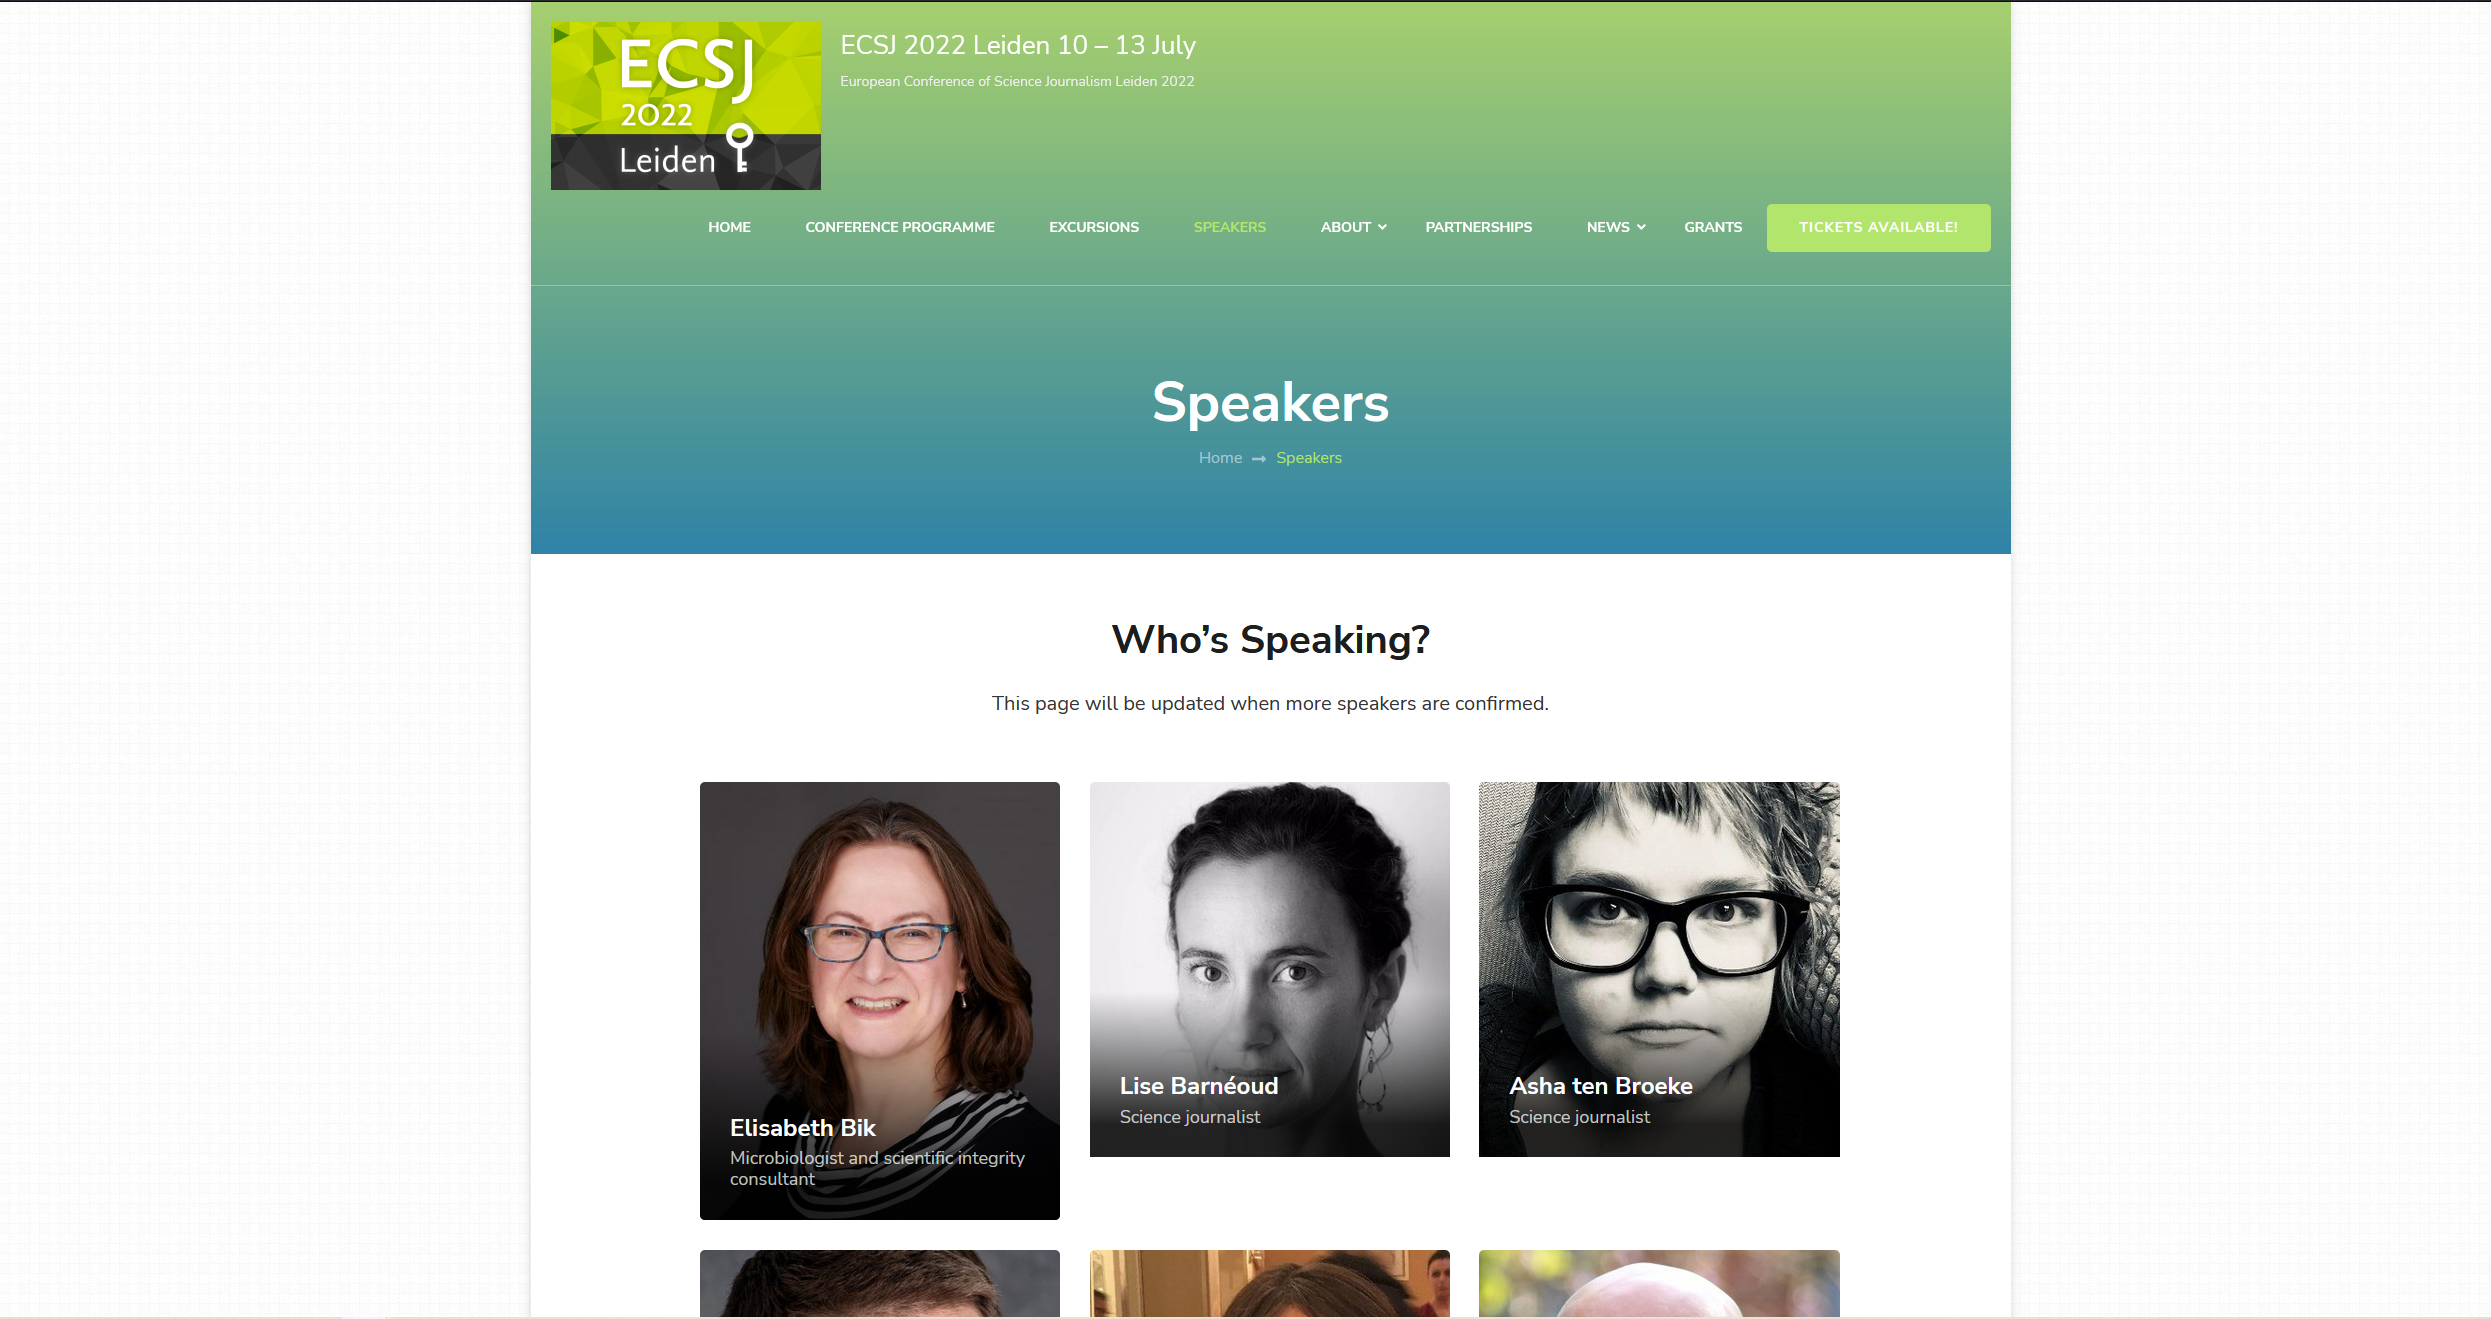 ECSJ
2022
Leiden
ECSJ 2022 Leiden 10 – 13 July
European Conference of Science Journalism Leiden 2022
HOME CONFERENCE PROGRAMME EXCURSIONS SPEAKERS ABOUT PARTNERSHIPS NEWS GRANTS TICKETS AVAILABLE!
Speakers
Home → Speakers
Who’s Speaking?
This page will be updated when more speakers are confirmed.
Elisabeth Bik
Microbiologist and scientific integrity
consultant
Lise Barnéoud
Science journalist
Asha ten Broeke
Science journalist